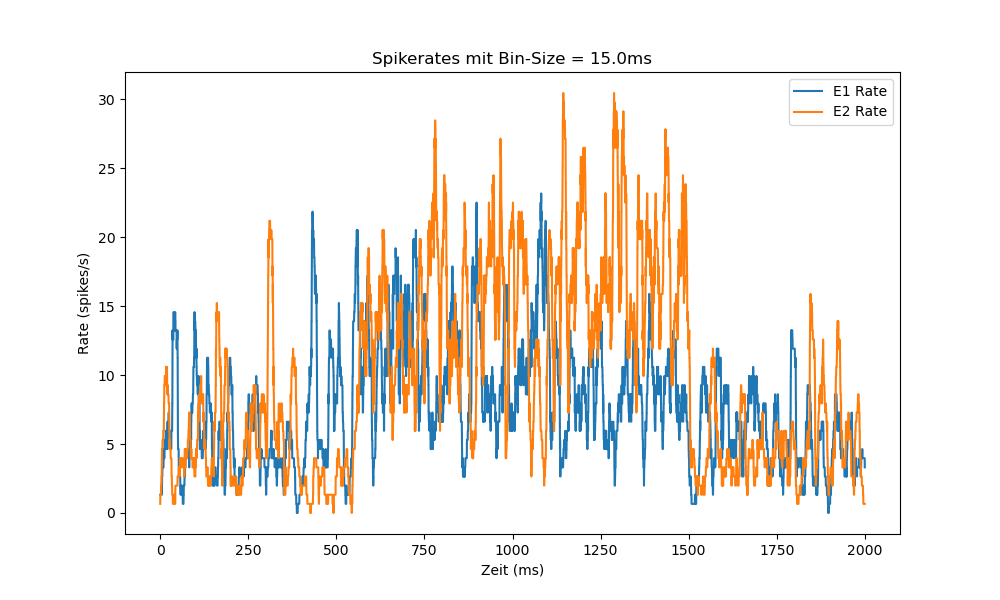 Spikerates mit Bin-Size = 15.0ms
E1 Rate
E2 Rate
Rate (spikes/s)
30
25
20
15
10
5
0
0 250 500 750 1000 1250 1500 1750 2000
Zeit (ms)